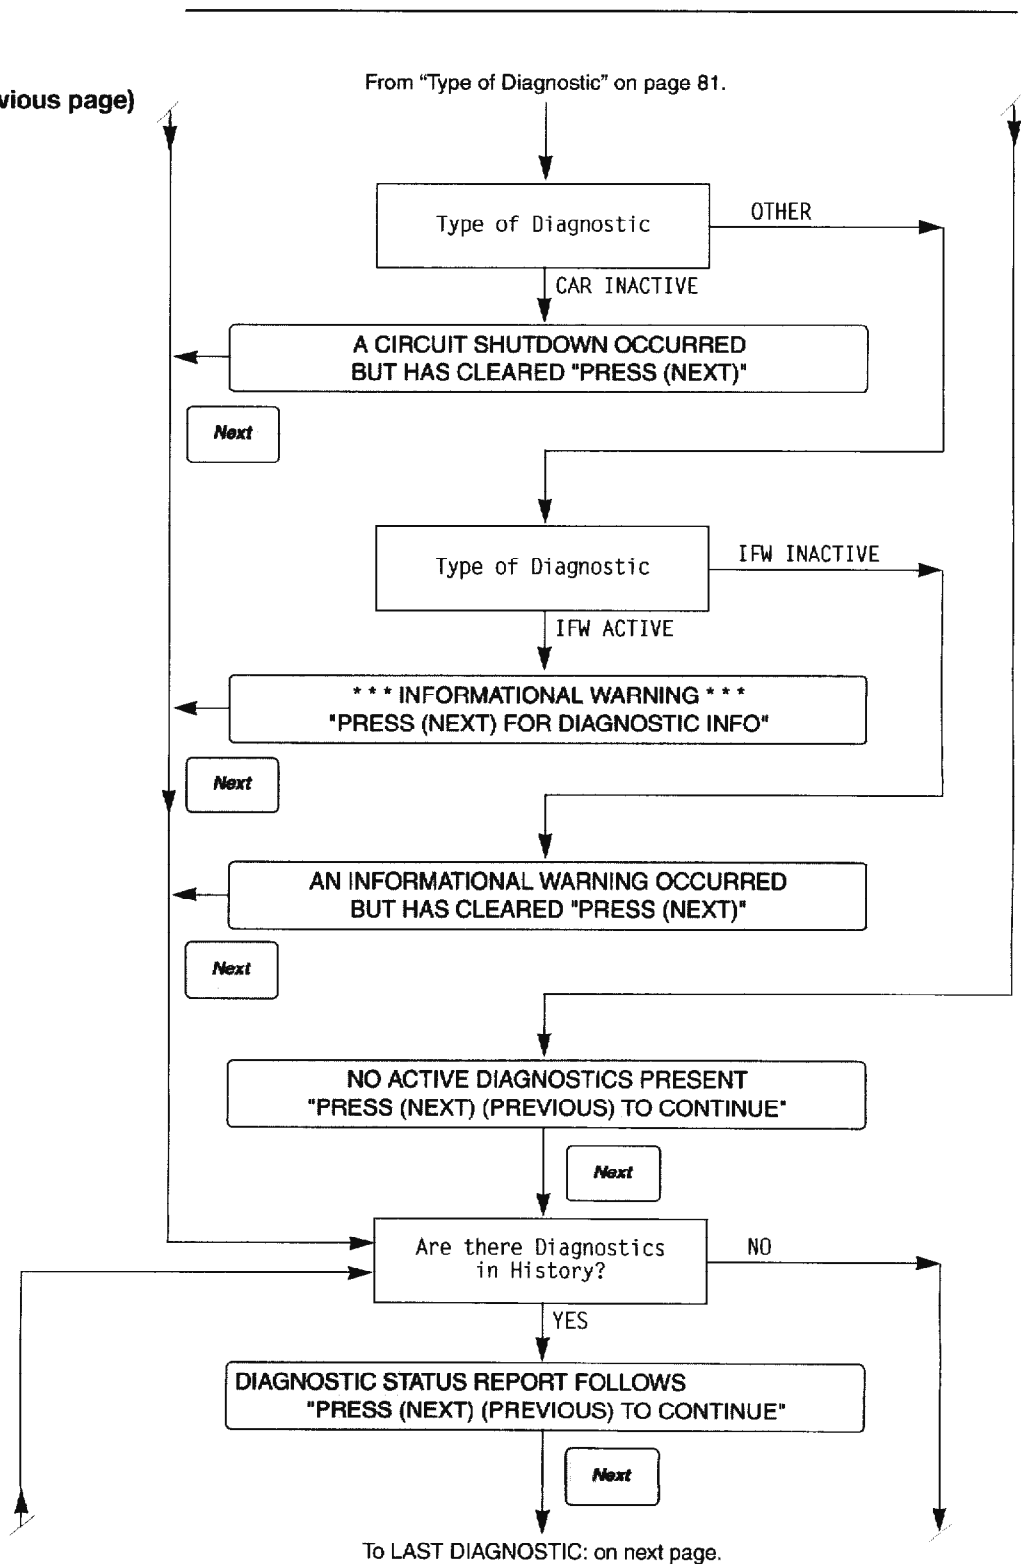 From “Type of Diagnostic” on page 81.
vious page)
Type of Diagnostic
OTHER
CAR INACTIVE
A CIRCUIT SHUTDOWN OCCURRED
BUT HAS CLEARED "PRESS (NEXT)"
Next
Type of Diagnostic
IFW INACTIVE
IFW ACTIVE
* * * INFORMATIONAL WARNING * * *
"PRESS (NEXT) FOR DIAGNOSTIC INFO"
Next
AN INFORMATIONAL WARNING OCCURRED
BUT HAS CLEARED "PRESS (NEXT)"
Next
NO ACTIVE DIAGNOSTICS PRESENT
"PRESS (NEXT) (PREVIOUS) TO CONTINUE"
Next
Are there Diagnostics
in History?
NO
YES
DIAGNOSTIC STATUS REPORT FOLLOWS
"PRESS (NEXT) (PREVIOUS) TO CONTINUE"
Next
To LAST DIAGNOSTIC: on next page.